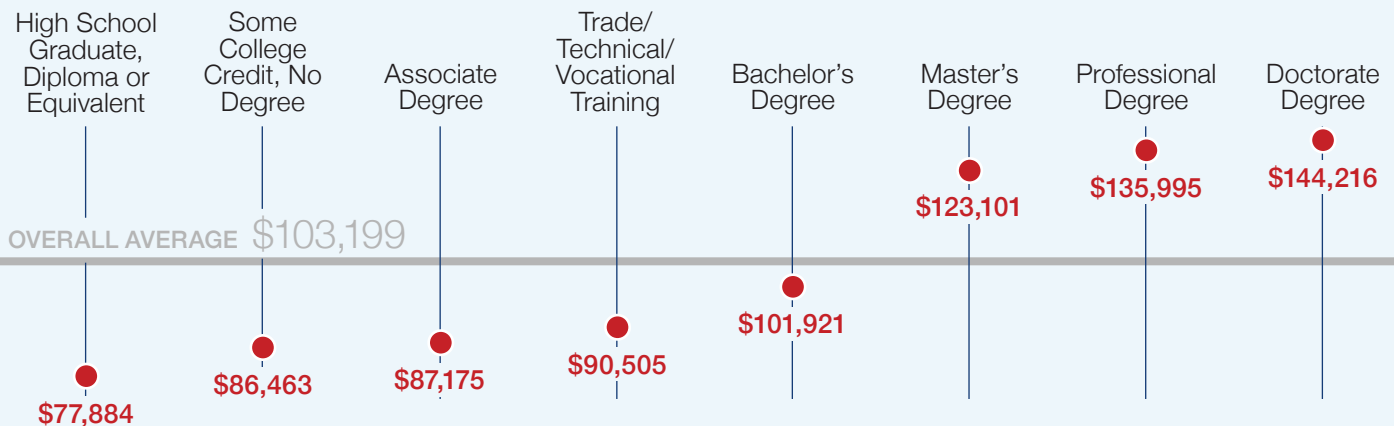 High School
Graduate,
Diploma or
Equivalent
Some
College
Credit, No
Degree
Associate
Degree
Trade/
Technical/
Vocational
Training
Bachelor's
Degree
Master's
Degree
Professional
Degree
Doctorate
Degree
OVERALL AVERAGE $103,199
$77,884
$86,463
$87,175
$90,505
$101,921
$123,101
$135,995
$144,216